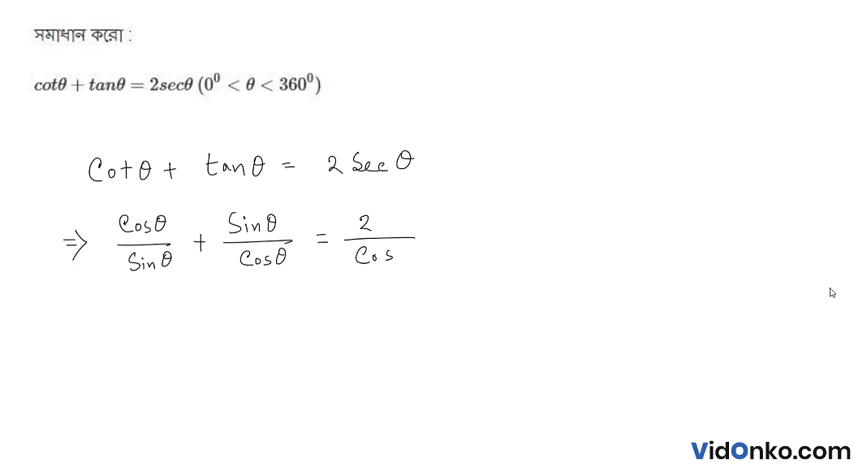 সমাধান করো :
cotθ + tanθ = 2secθ (0⁰ < θ < 360⁰)
Cotθ + tanθ = 2 Secθ
⇒ Cosθ/Sinθ + Sinθ/Cosθ = 2/Cos
VidOnko.com